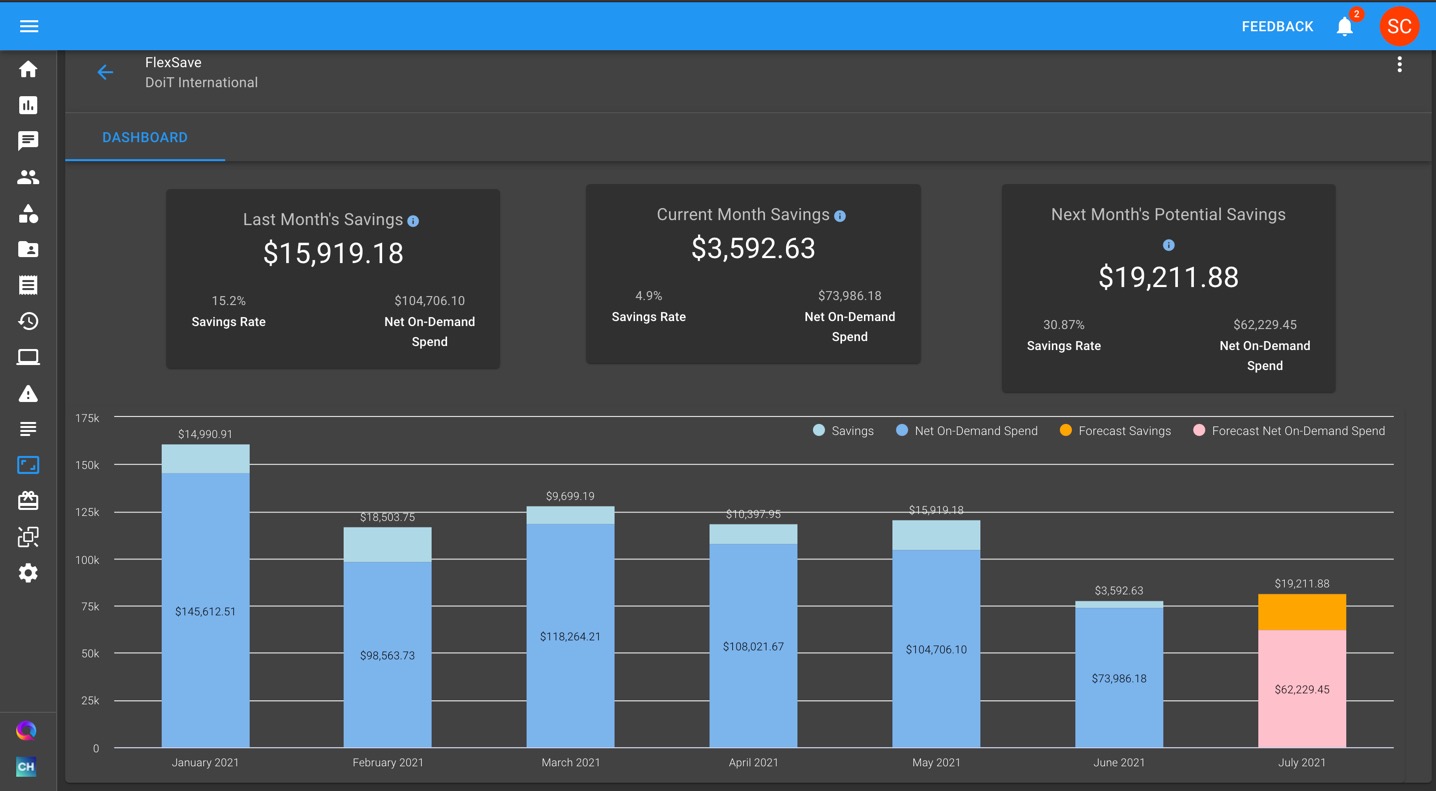 FEEDBACK
2
SC
FlexSave
DoiT International
DASHBOARD
Last Month's Savings
$15,919.18
15.2%
Savings Rate
$104,706.10
Net On-Demand
Spend
Current Month Savings
$3,592.63
4.9%
Savings Rate
$73,986.18
Net On-Demand
Spend
Next Month's Potential Savings
$19,211.88
30.87%
Savings Rate
$62,229.45
Net On-Demand
Spend
Savings
Net On-Demand Spend
Forecast Savings
Forecast Net On-Demand Spend
175k
150k
125k
100k
75k
50k
25k
0
$14,990.91
$18,503.75
$9,699.19
$10,397.95
$15,919.18
$3,592.63
$19,211.88
$145,612.51
$98,563.73
$118,264.21
$108,021.67
$104,706.10
$73,986.18
$62,229.45
January 2021
February 2021
March 2021
April 2021
May 2021
June 2021
July 2021
CH